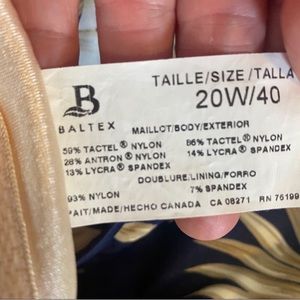 TAILLE/SIZE/TALLA
20W/40
B
BALTEX
MAILLOT/BODY/EXTERIOR
59% TACTEL® NYLON 86% TACTEL® NYLON
28% ANTRON® NYLON 14% LYCRA® SPANDEX
13% LYCRA® SPANDEX
DOUBLURE/LINING/FORRO
93% NYLON 7% SPANDEX
FAIT/MADE/HECHO CANADA CA 08271 RN 76199